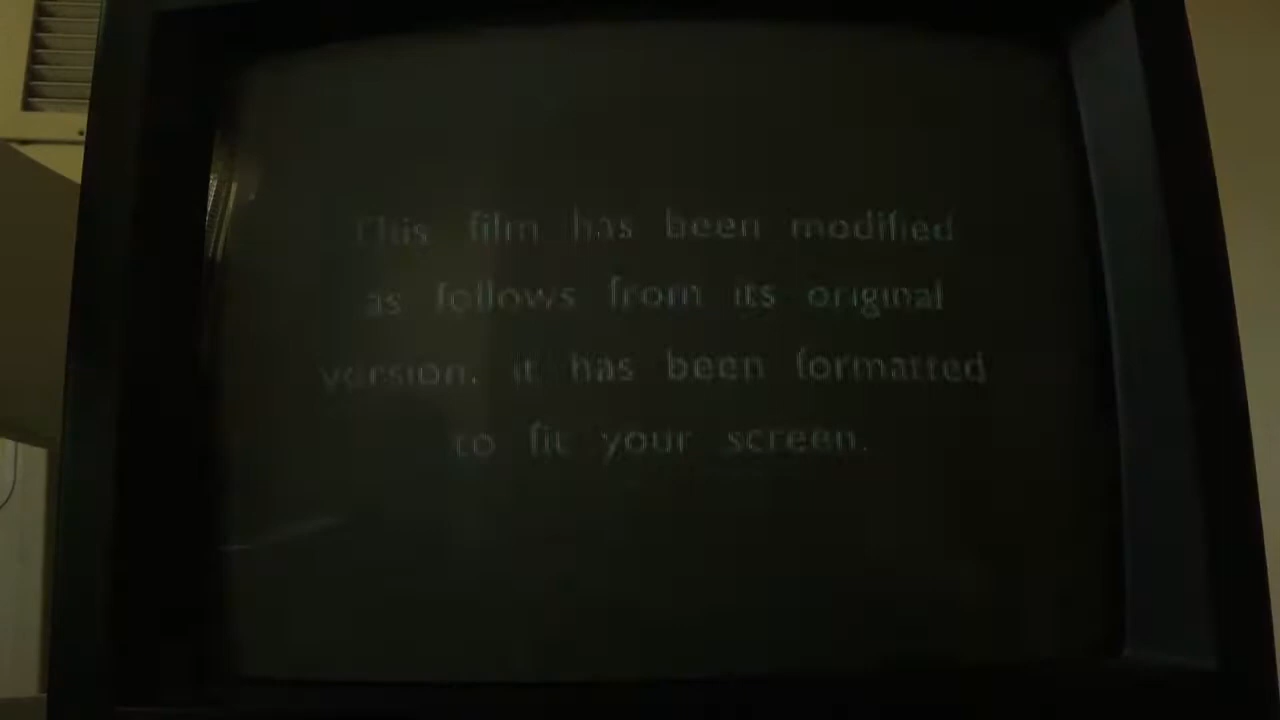 This film has been modified
as follows from its original
version. it has been formatted
to fit your screen.